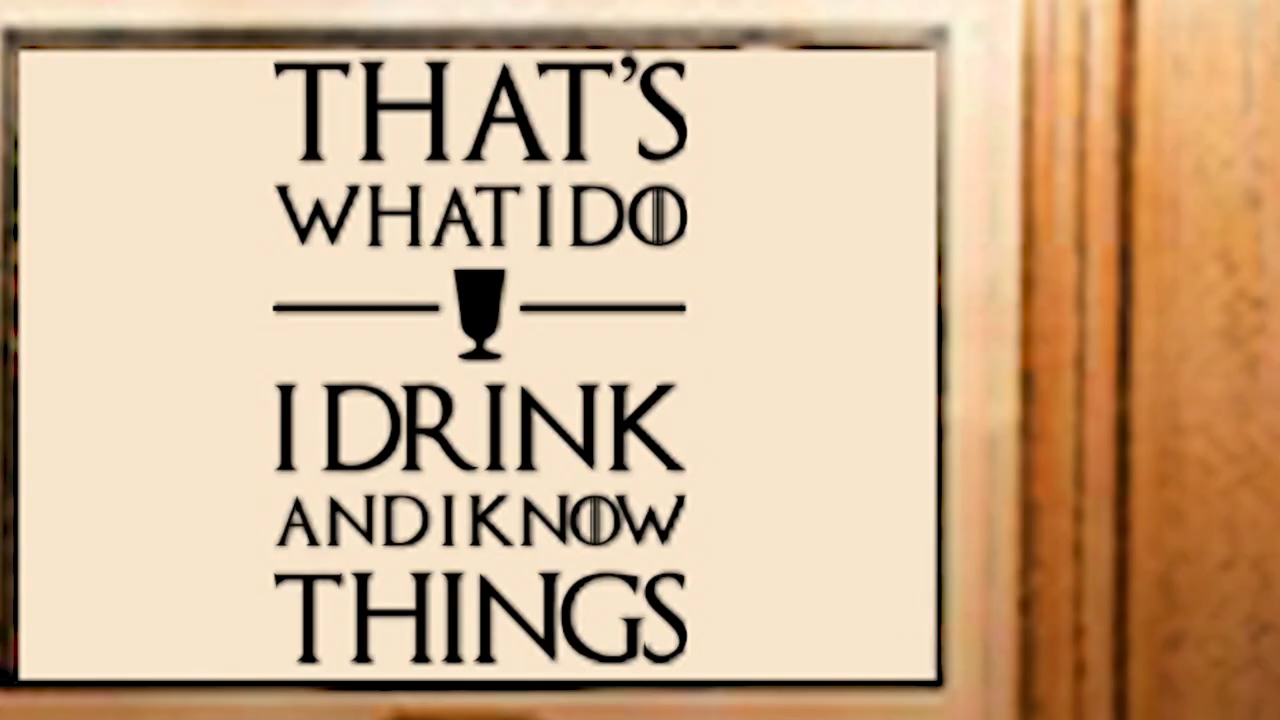 THAT'S
WHAT I DO
I DRINK
AND I KNOW
THINGS